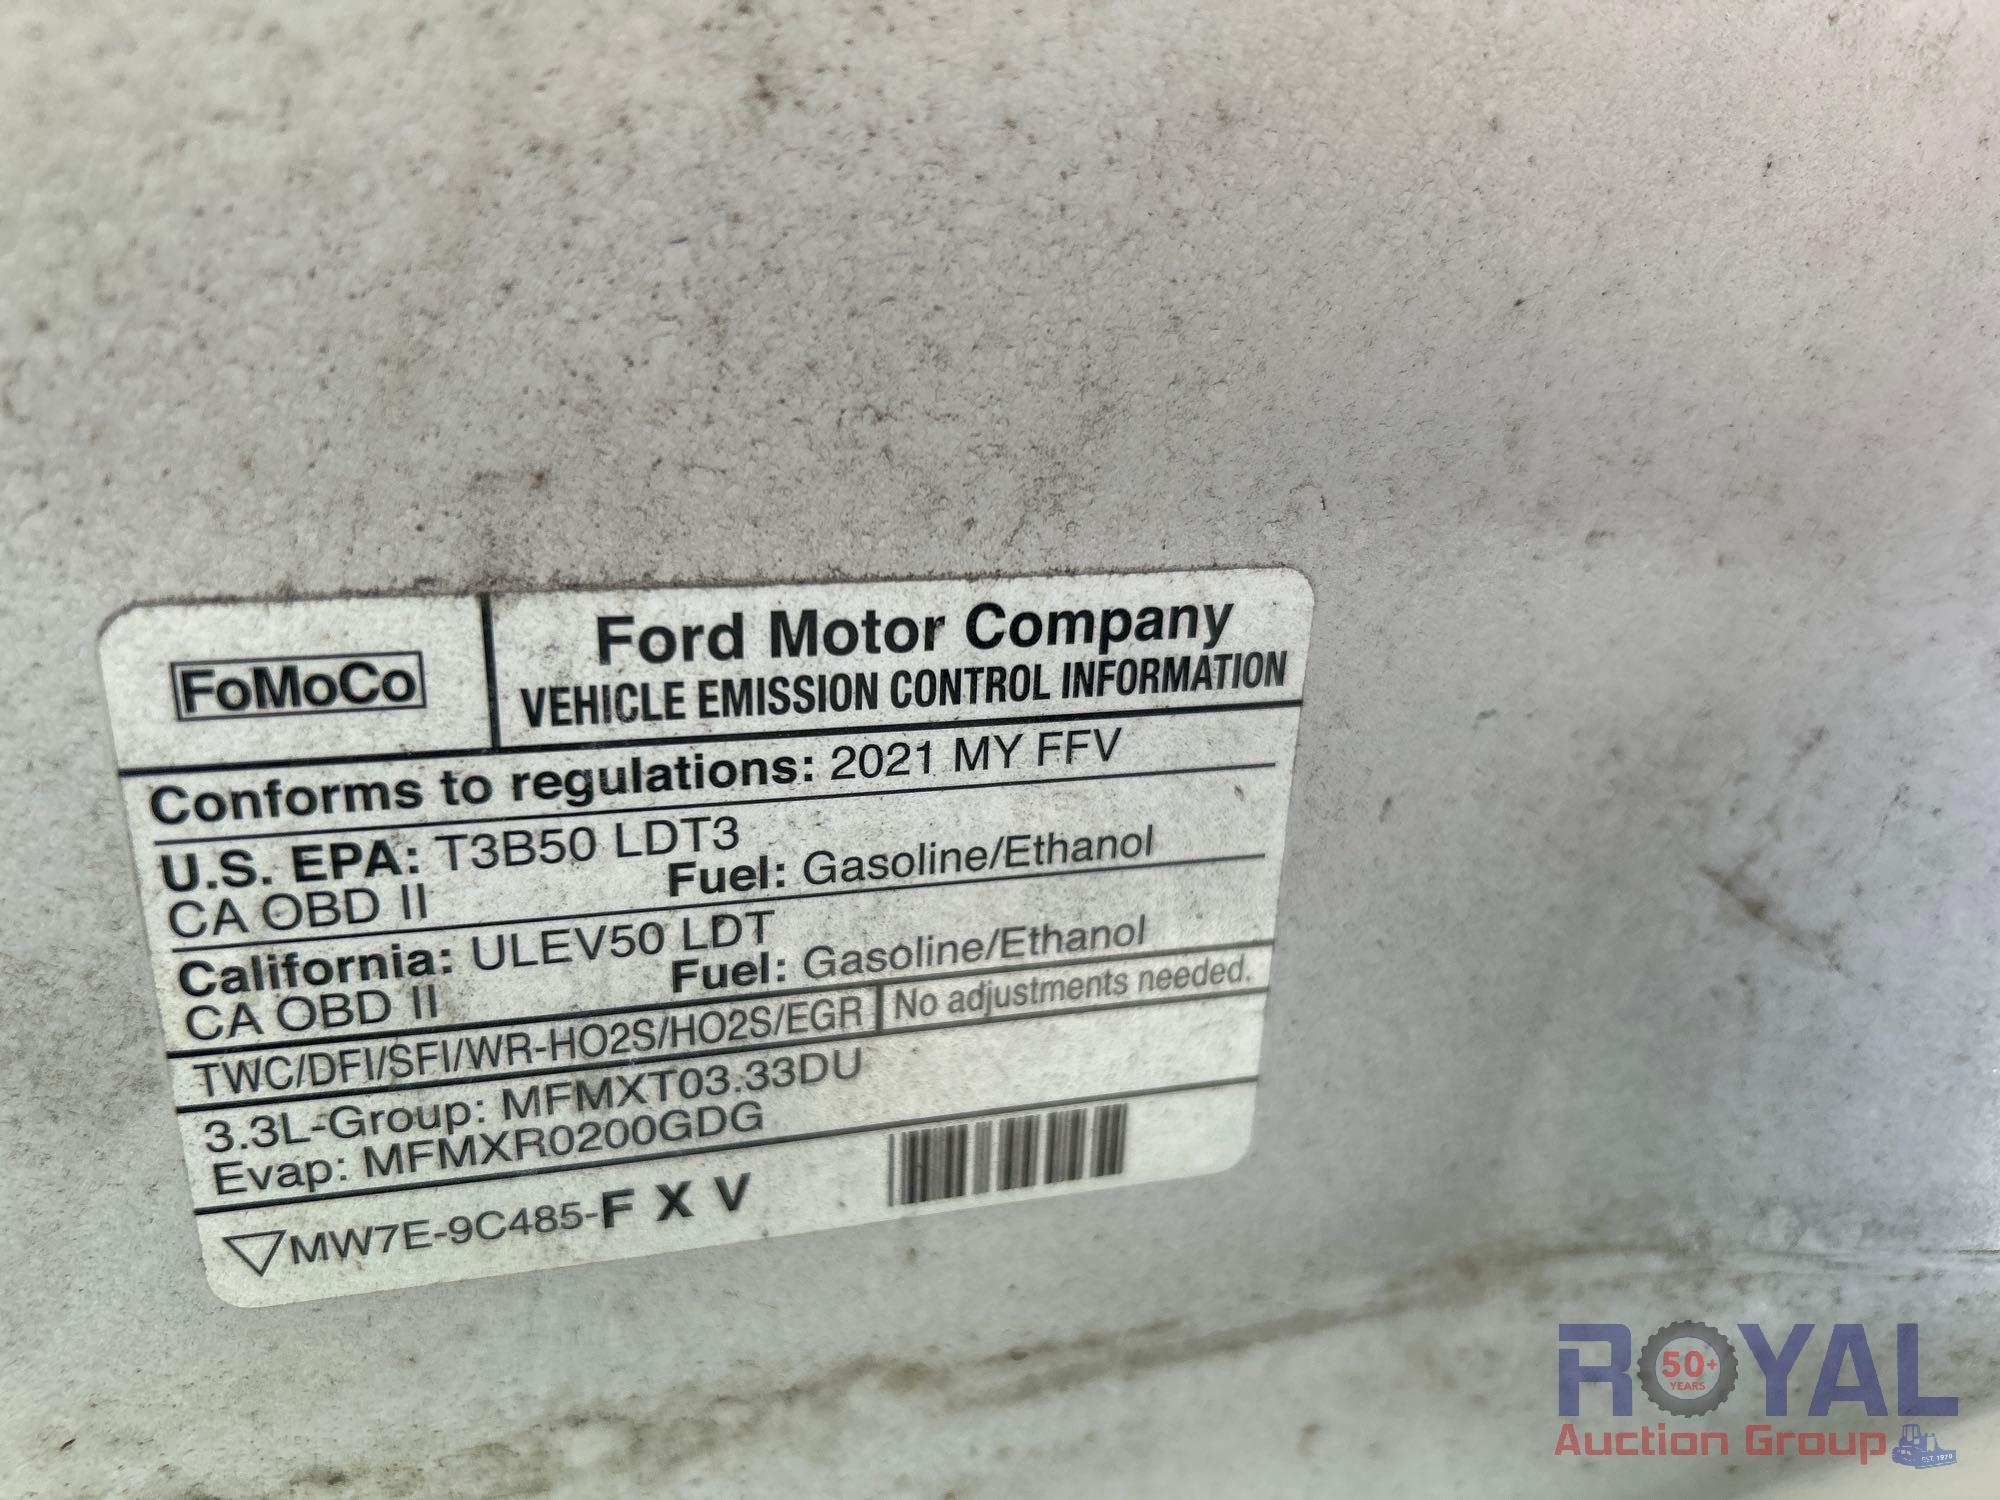 FoMoCo
Ford Motor Company
VEHICLE EMISSION CONTROL INFORMATION
Conforms to regulations: 2021 MY FFV
U.S. EPA: T3B50 LDT3
CA OBD II Fuel: Gasoline/Ethanol
California: ULEV50 LDT
CA OBD II Fuel: Gasoline/Ethanol
TWC/DFI/SFI/WR-HO2S/HO2S/EGR No adjustments needed.
3.3L-Group: MFMXT03.33DU
Evap: MFMXR0200GDG
MW7E-9C485-F X V
ROYAL
50+
YEARS
Auction Group
EST. 1970